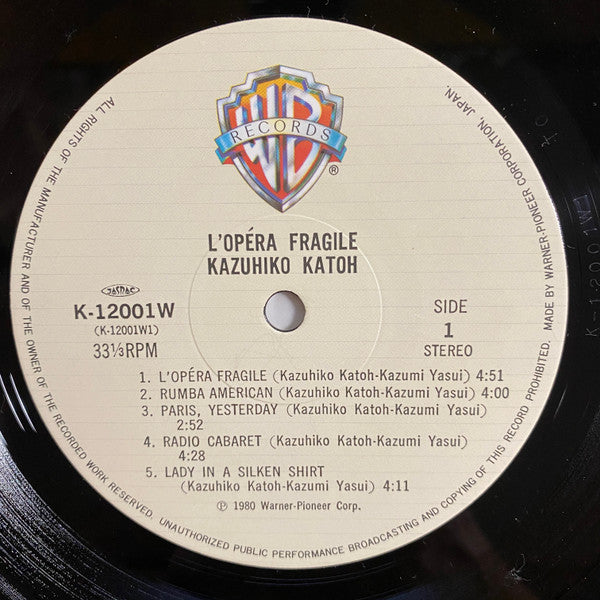 ALL RIGHTS OF THE MANUFACTURER AND OF THE OWNER OF THE RECORDED WORK RESERVED. UNAUTHORIZED PUBLIC PERFORMANCE BROADCASTING AND COPYING OF THIS RECORD PROHIBITED. MADE BY WARNER-PIONEER CORPORATION, JAPAN.
WB
RECORDS
®
L'OPÉRA FRAGILE
KAZUHIKO KATOH
JASRAC
K-12001W
(K-12001W1)
33⅓RPM
SIDE
1
STEREO
1. L'OPÉRA FRAGILE (Kazuhiko Katoh-Kazumi Yasui) 4:51
2. RUMBA AMERICAN (Kazuhiko Katoh-Kazumi Yasui) 4:00
3. PARIS, YESTERDAY (Kazuhiko Katoh-Kazumi Yasui)
2:52
4. RADIO CABARET (Kazuhiko Katoh-Kazumi Yasui)
4:28
5. LADY IN A SILKEN SHIRT
(Kazuhiko Katoh-Kazumi Yasui) 4:11
℗ 1980 Warner-Pioneer Corp.